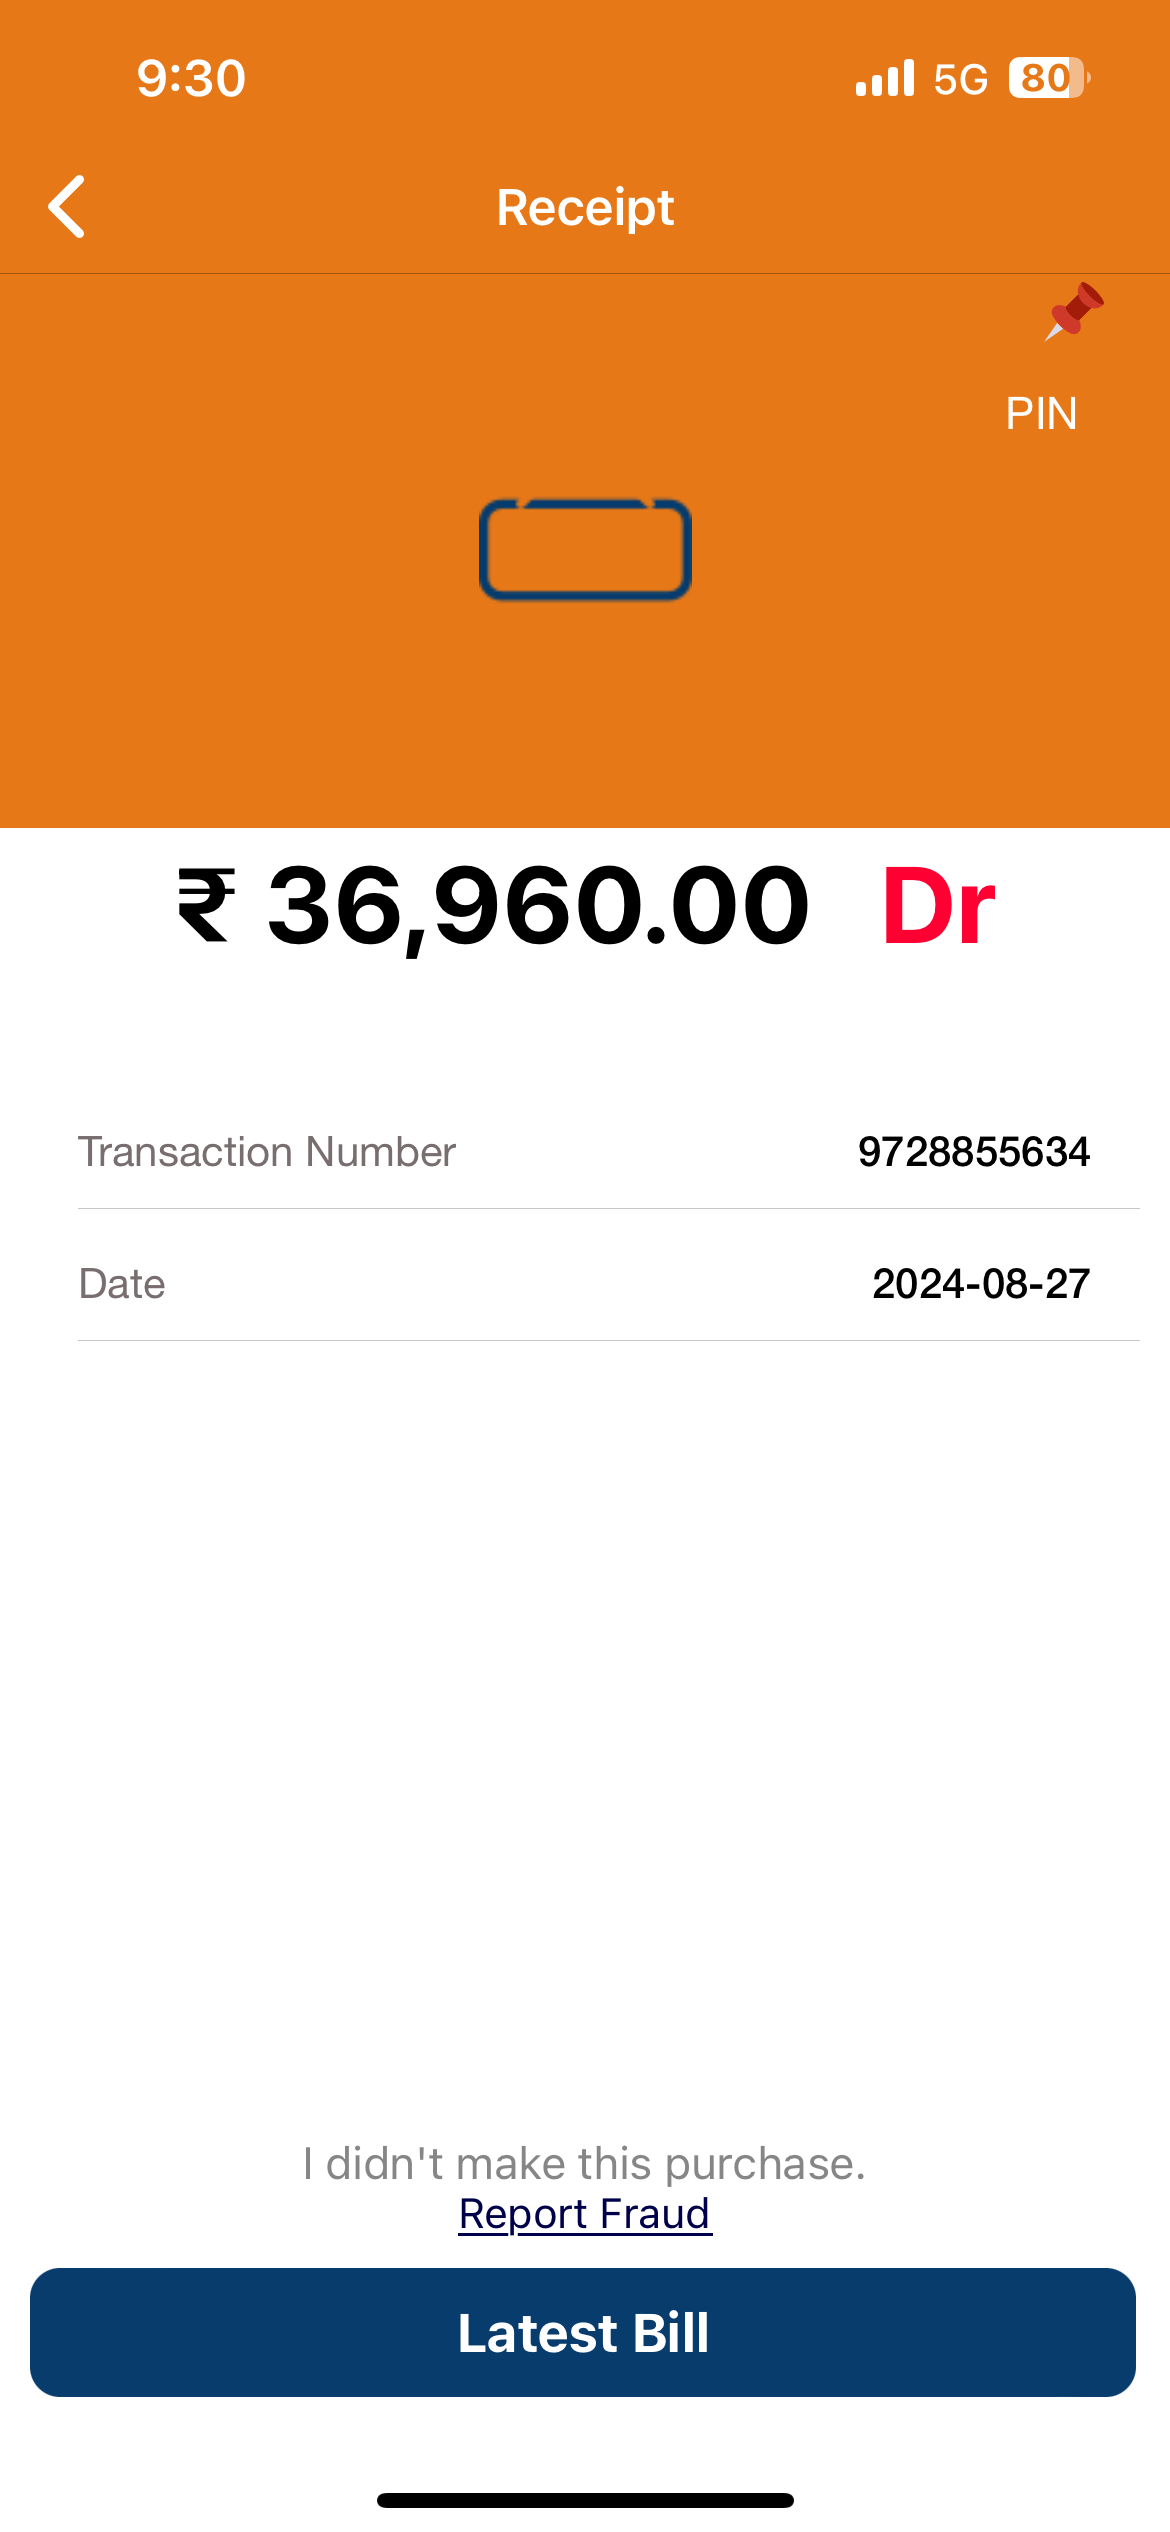 9:30
5G 80
Receipt
PIN
₹ 36,960.00 Dr
Transaction Number 9728855634
Date 2024-08-27
I didn't make this purchase.
Report Fraud
Latest Bill